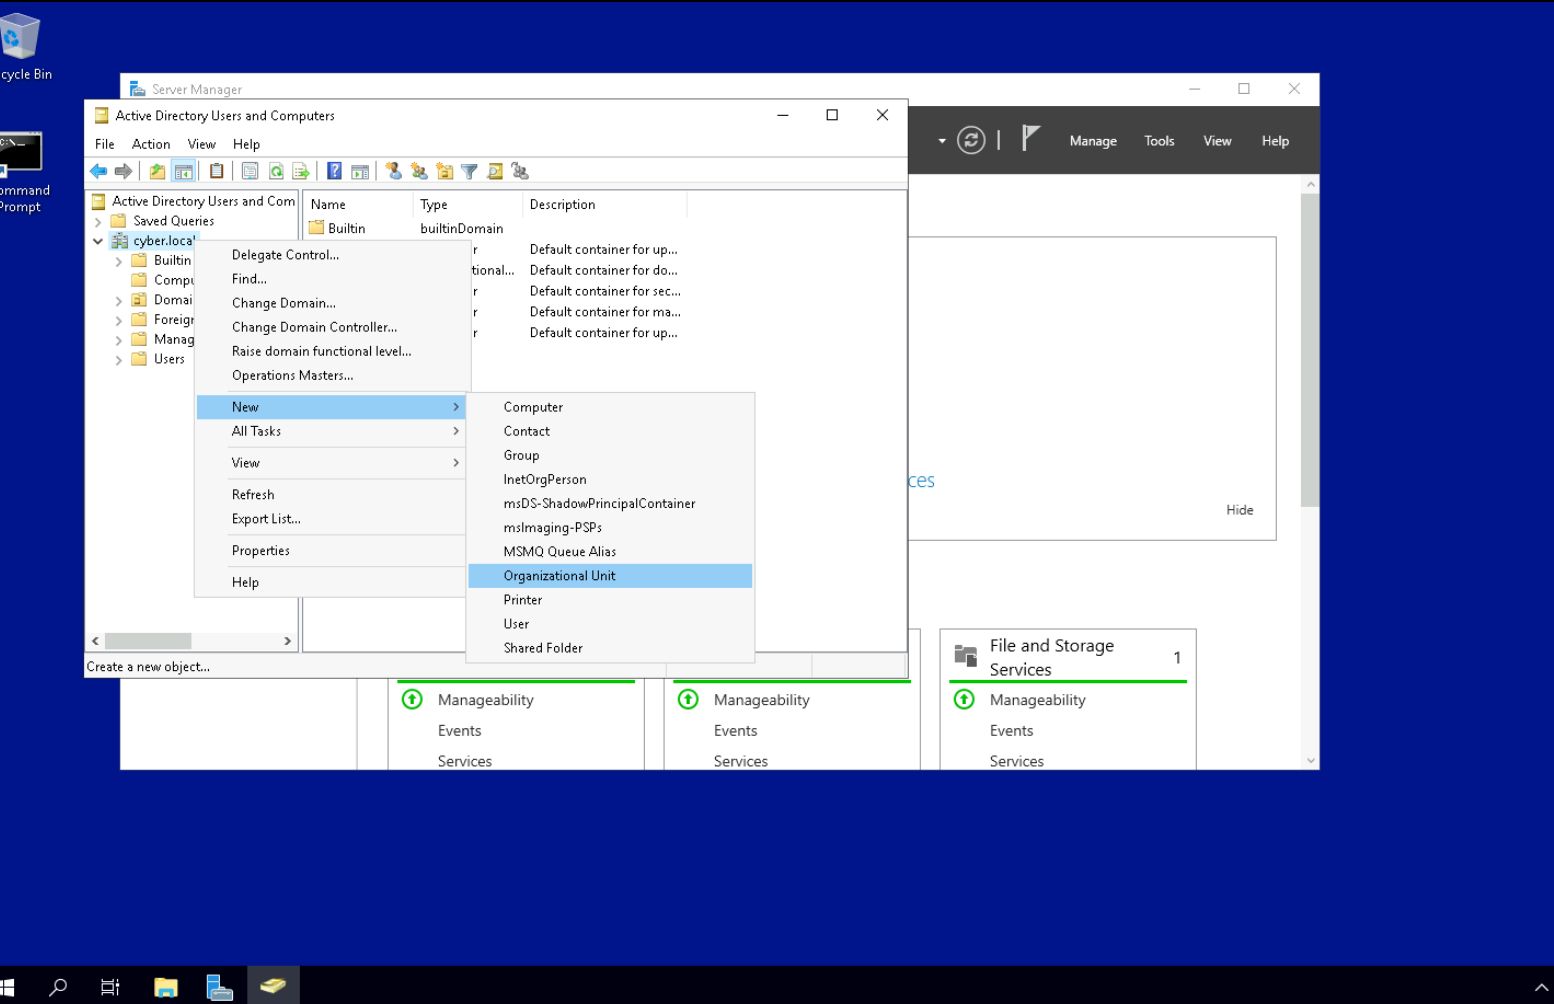 cycle Bin
Server Manager
Active Directory Users and Computers
File Action View Help
Manage Tools View Help
ommand
Prompt
Active Directory Users and Com
Saved Queries
cyber.local
Builtin
Compu
Domai
Foreign
Manag
Users
Name Type Description
Builtin builtinDomain
r Default container for up...
tional... Default container for do...
r Default container for sec...
r Default container for ma...
r Default container for up...
Delegate Control...
Find...
Change Domain...
Change Domain Controller...
Raise domain functional level...
Operations Masters...
New
All Tasks
View
Refresh
Export List...
Properties
Help
Computer
Contact
Group
InetOrgPerson
msDS-ShadowPrincipalContainer
msImaging-PSPs
MSMQ Queue Alias
Organizational Unit
Printer
User
Shared Folder
ces
Hide
Create a new object...
File and Storage
Services
1
Manageability
Events
Services
Manageability
Events
Services
Manageability
Events
Services